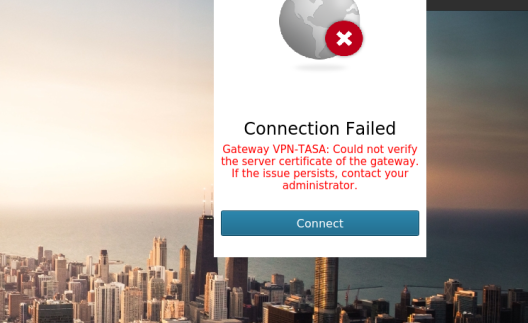 Connection Failed
Gateway VPN-TASA: Could not verify
the server certificate of the gateway.
If the issue persists, contact your
administrator.
Connect